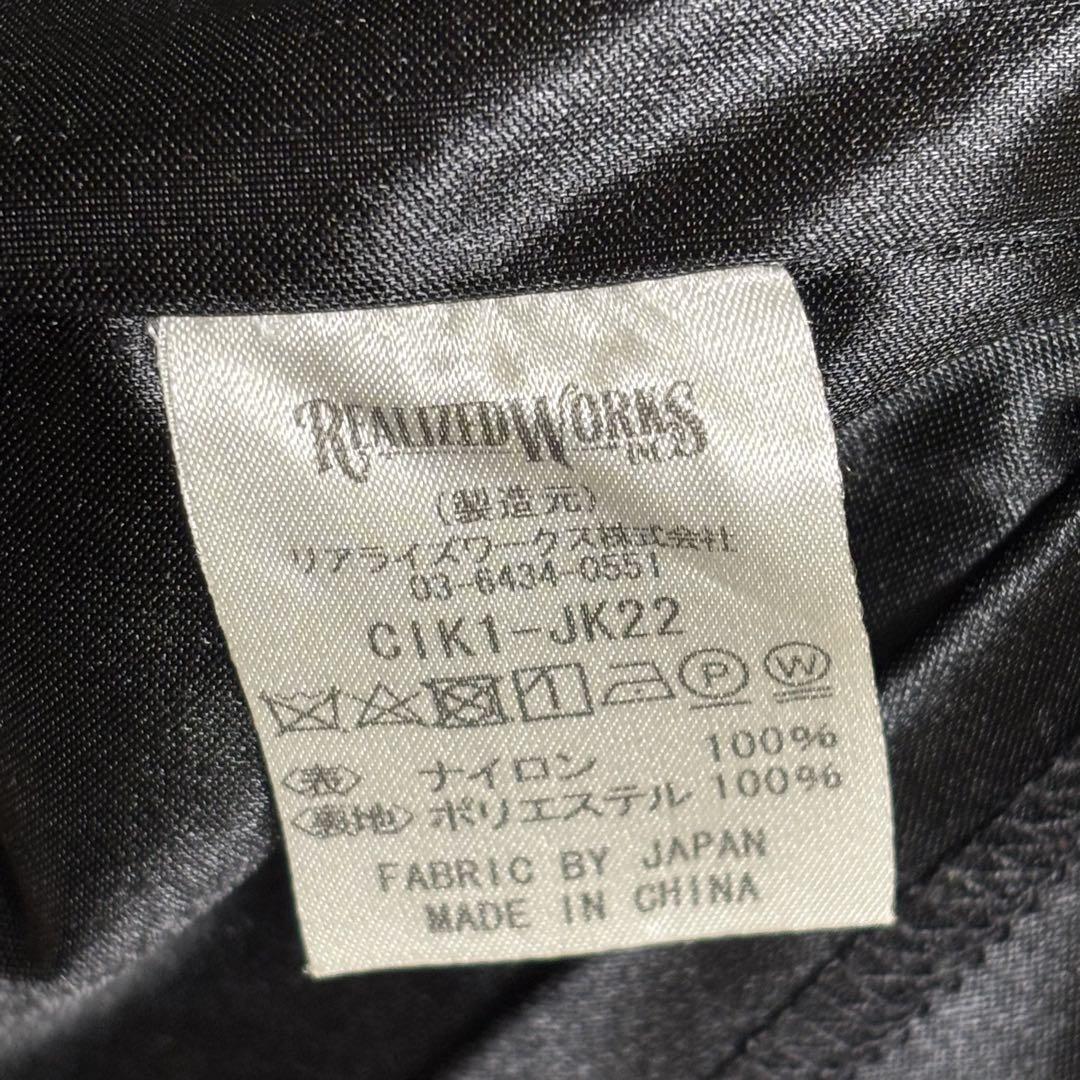 REALIZEDWORKS
INC.
(製造元)
リアライズワークス株式会社
03-6434-0551
CIK1-JK22
1 P W
〈表〉 ナイロン 100%
〈裏地〉 ポリエステル 100%
FABRIC BY JAPAN
MADE IN CHINA